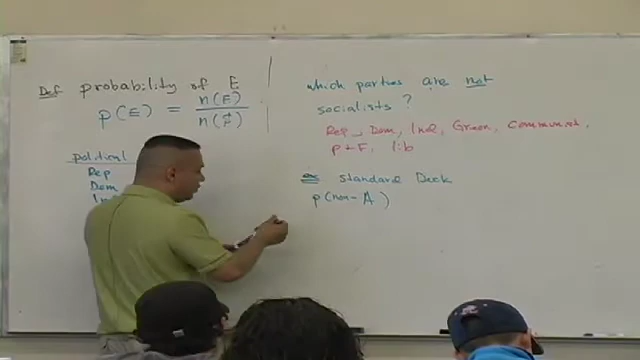 Def probability of E
p(E) = n(E) / n(S)
political
Rep
Dem
In
which parties are not
socialists?
Rep, Dem, Ind, Green, Communist,
P+F, lib
ex standard Deck
p(non-A)